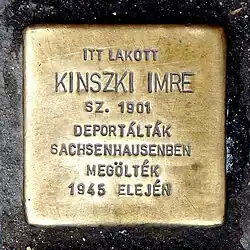 ITT LAKOTT
KINSZKI IMRE
SZ. 1901
DEPORTÁLTÁK
SACHSENHAUSENBEN
MEGÖLTÉK
1945 ELEJÉN